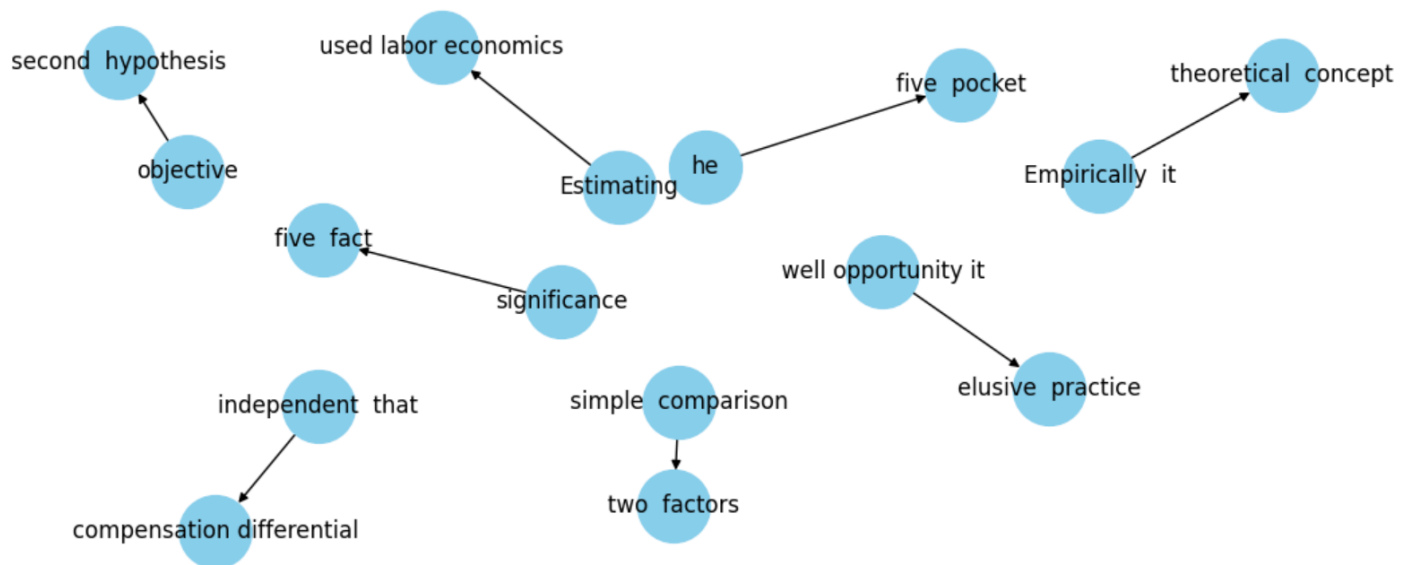 used labor economics
second  hypothesis
theoretical  concept
five  pocket
he
objective
Empirically  it
Estimating
five  fact
well opportunity it
significance
elusive  practice
simple  comparison
independent  that
two  factors
compensation differential